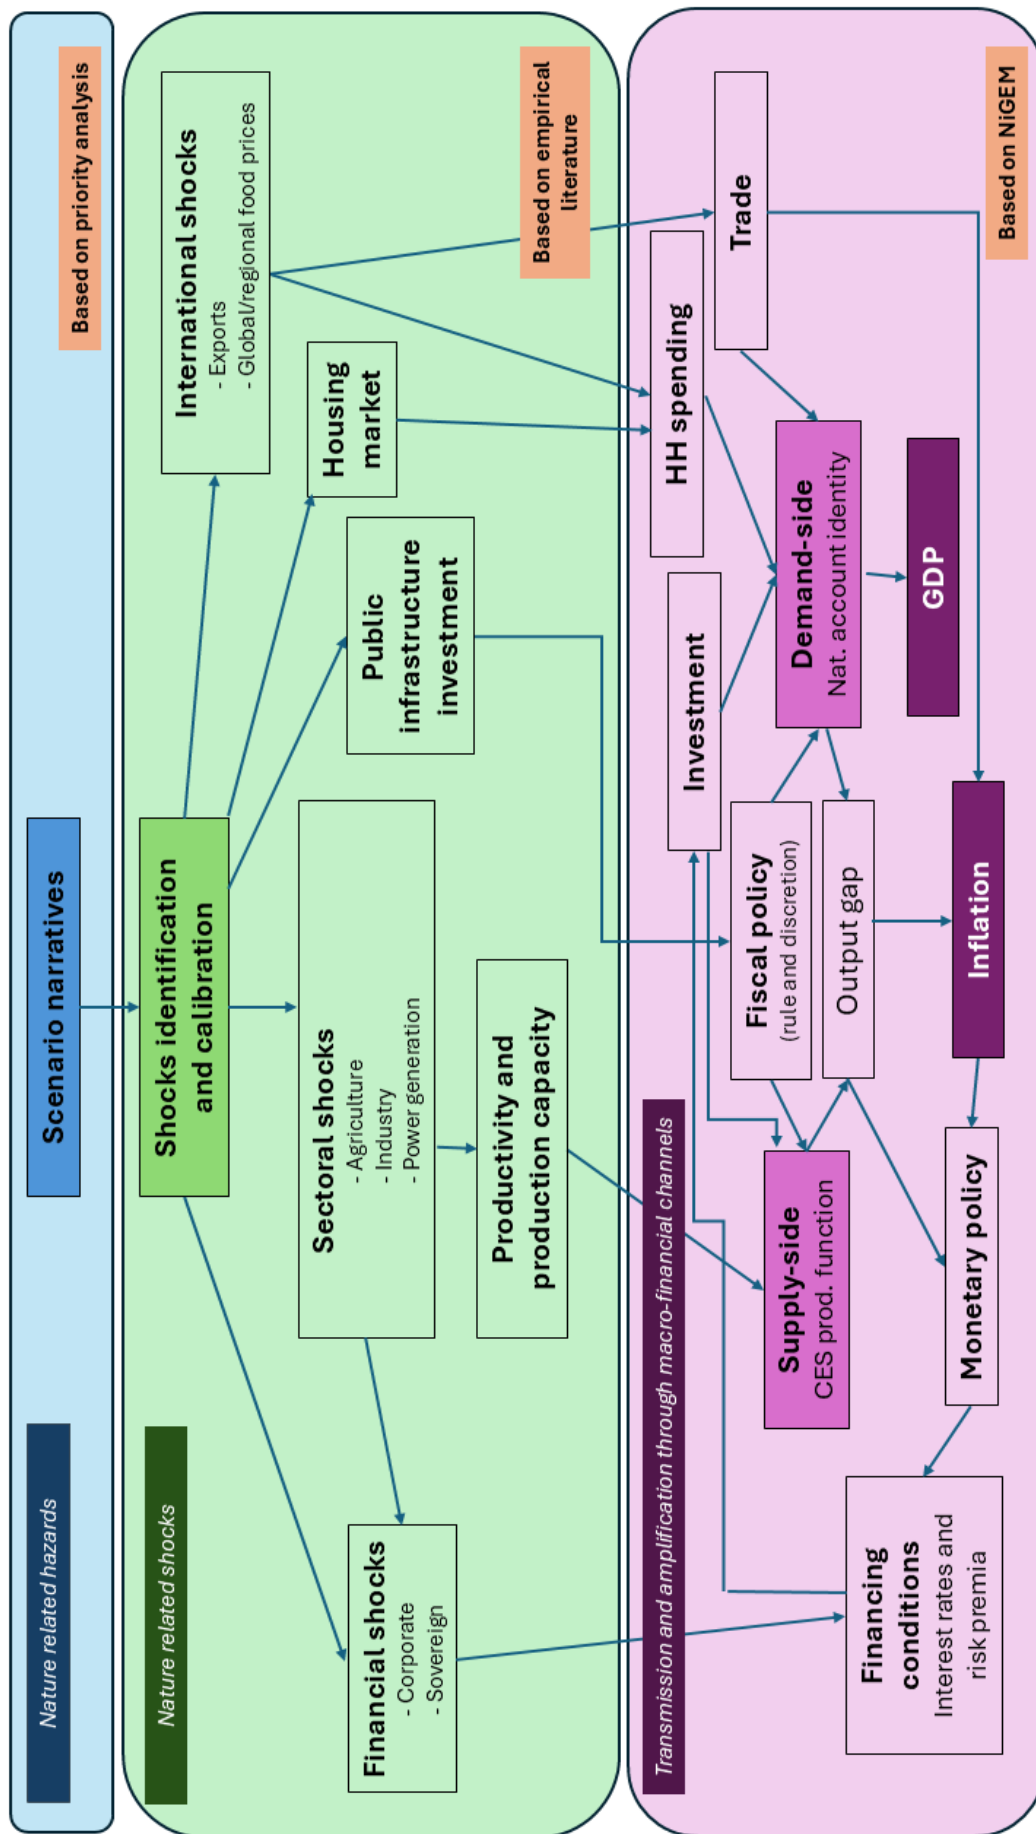 Nature related hazards
Scenario narratives
Based on priority analysis
Nature related shocks
Shocks identification
and calibration
International shocks
- Exports
- Global/regional food prices
Sectoral shocks
- Agriculture
- Industry
- Power generation
Housing
market
Financial shocks
- Corporate
- Sovereign
Public
infrastructure
investment
Productivity and
production capacity
Based on empirical
literature
Transmission and amplification through macro-financial channels
HH spending
Investment
Trade
Fiscal policy
(rule and discretion)
Supply-side
CES prod. function
Demand-side
Nat. account identity
Output gap
Financing
conditions
Interest rates and
risk premia
GDP
Monetary policy
Inflation
Based on NiGEM